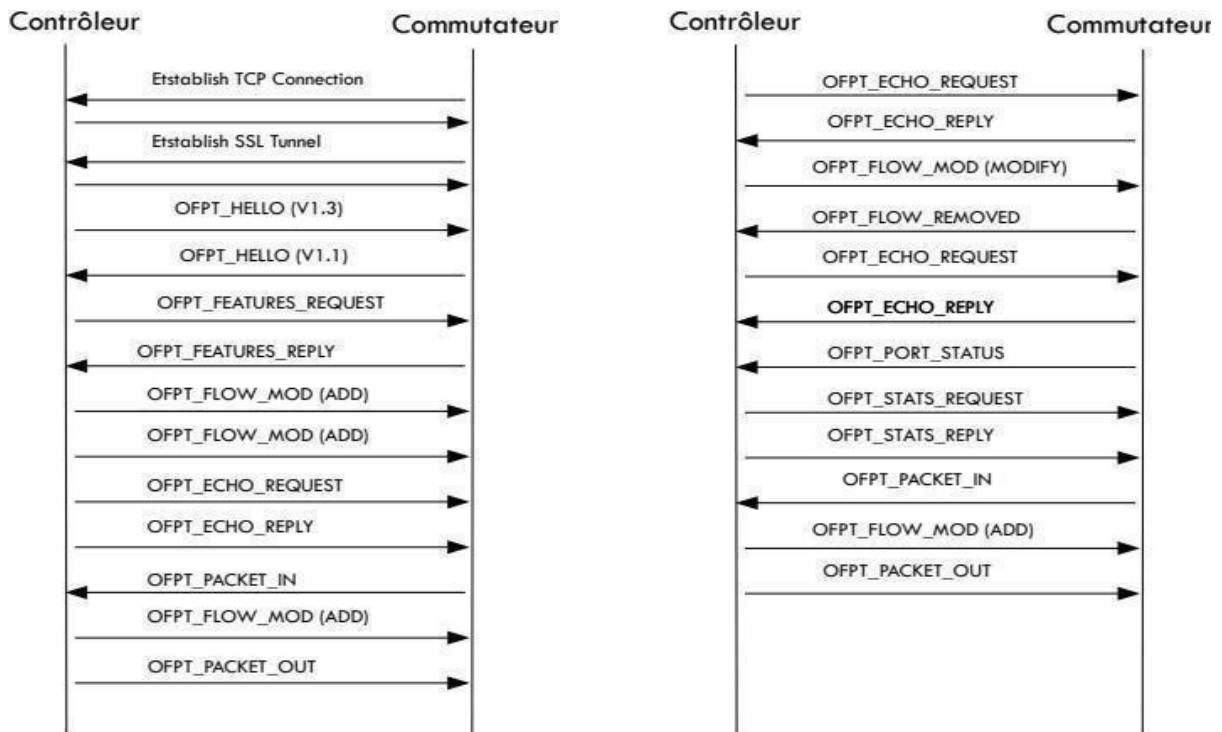 Contrôleur
Commutateur
Etstablish TCP Connection
Etstablish SSL Tunnel
OFPT_HELLO (V1.3)
OFPT_HELLO (V1.1)
OFPT_FEATURES_REQUEST
OFPT_FEATURES_REPLY
OFPT_FLOW_MOD (ADD)
OFPT_FLOW_MOD (ADD)
OFPT_ECHO_REQUEST
OFPT_ECHO_REPLY
OFPT_PACKET_IN
OFPT_FLOW_MOD (ADD)
OFPT_PACKET_OUT
Contrôleur
Commutateur
OFPT_ECHO_REQUEST
OFPT_ECHO_REPLY
OFPT_FLOW_MOD (MODIFY)
OFPT_FLOW_REMOVED
OFPT_ECHO_REQUEST
OFPT_ECHO_REPLY
OFPT_PORT_STATUS
OFPT_STATS_REQUEST
OFPT_STATS_REPLY
OFPT_PACKET_IN
OFPT_FLOW_MOD (ADD)
OFPT_PACKET_OUT